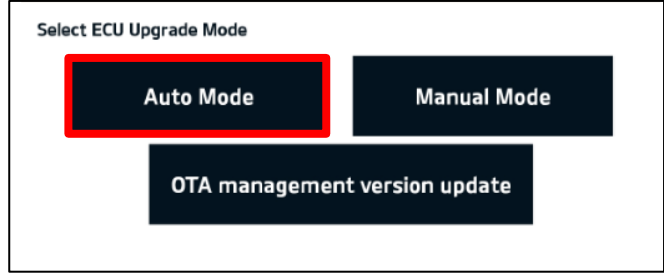 Select ECU Upgrade Mode
Auto Mode
Manual Mode
OTA management version update